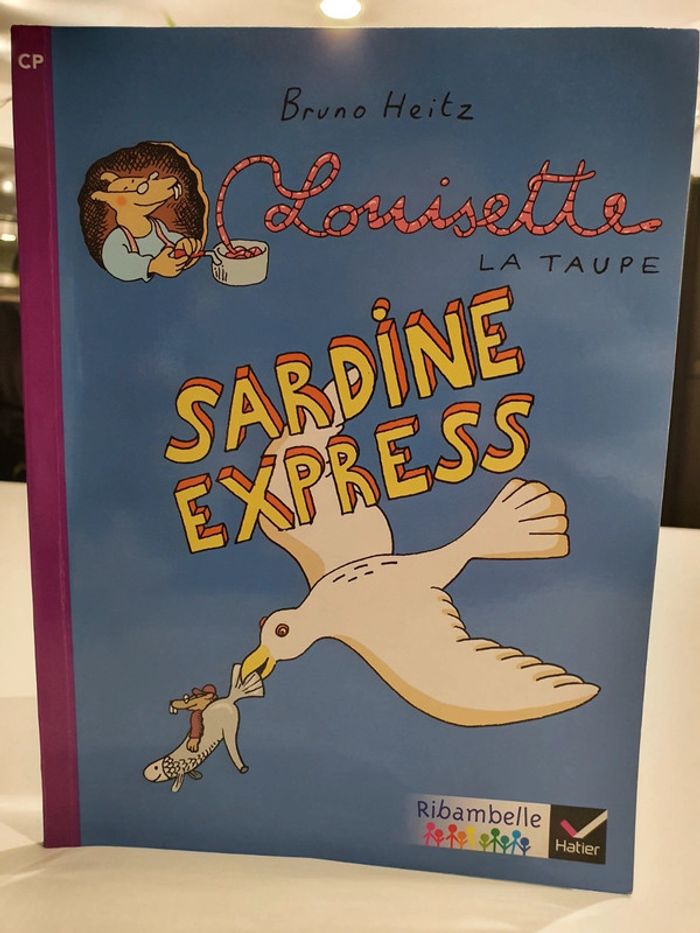 CP
Bruno Heitz
Louisette
LA TAUPE
SARDINE
EXPRESS
Ribambelle
Hatier